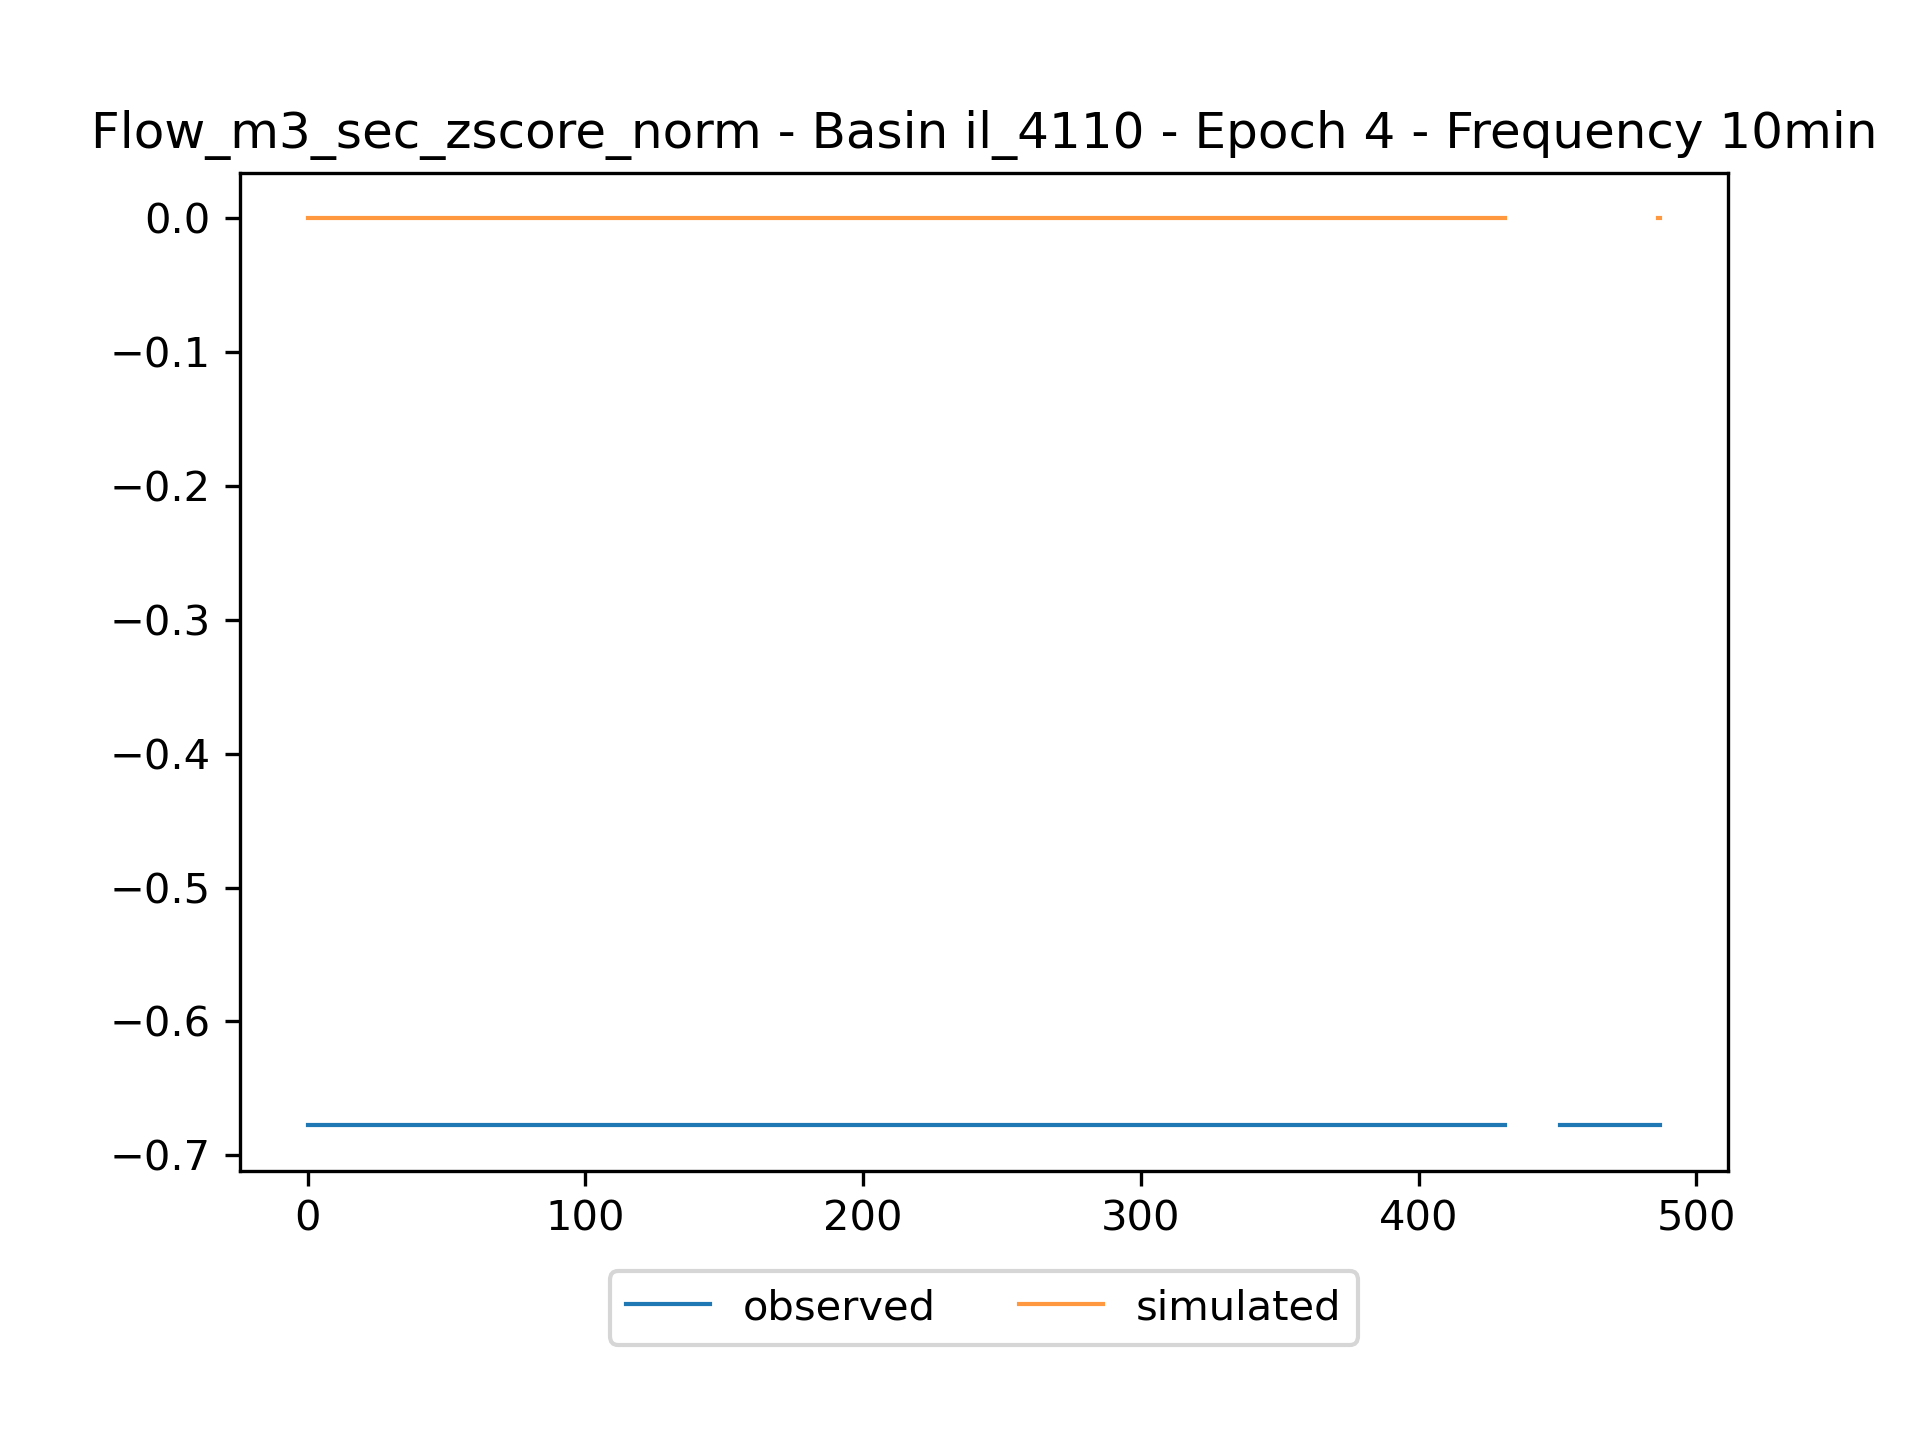 Flow_m3_sec_zscore_norm - Basin il_4110 - Epoch 4 - Frequency 10min
0.0
−0.1
−0.2
−0.3
−0.4
−0.5
−0.6
−0.7
0 100 200 300 400 500
observed simulated